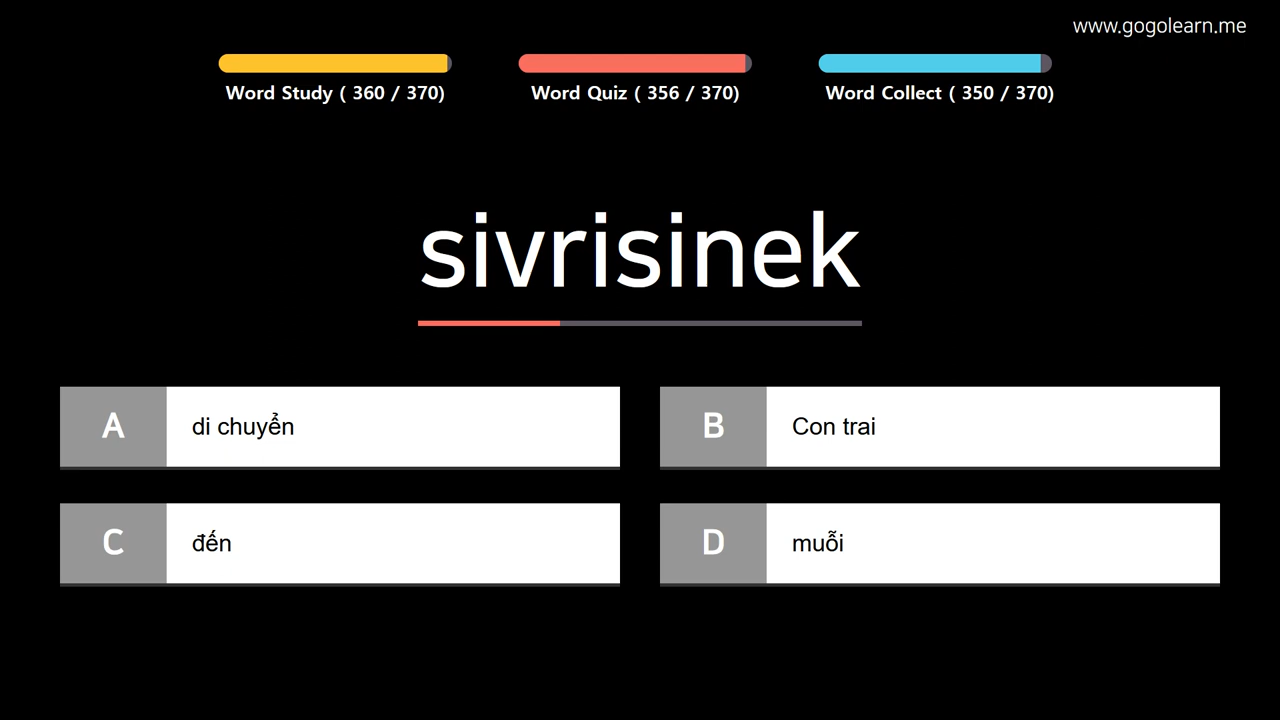 www.gogolearn.me
Word Study ( 360 / 370)
Word Quiz ( 356 / 370)
Word Collect ( 350 / 370)
sivrisinek
A di chuyển
B Con trai
C đến
D muỗi